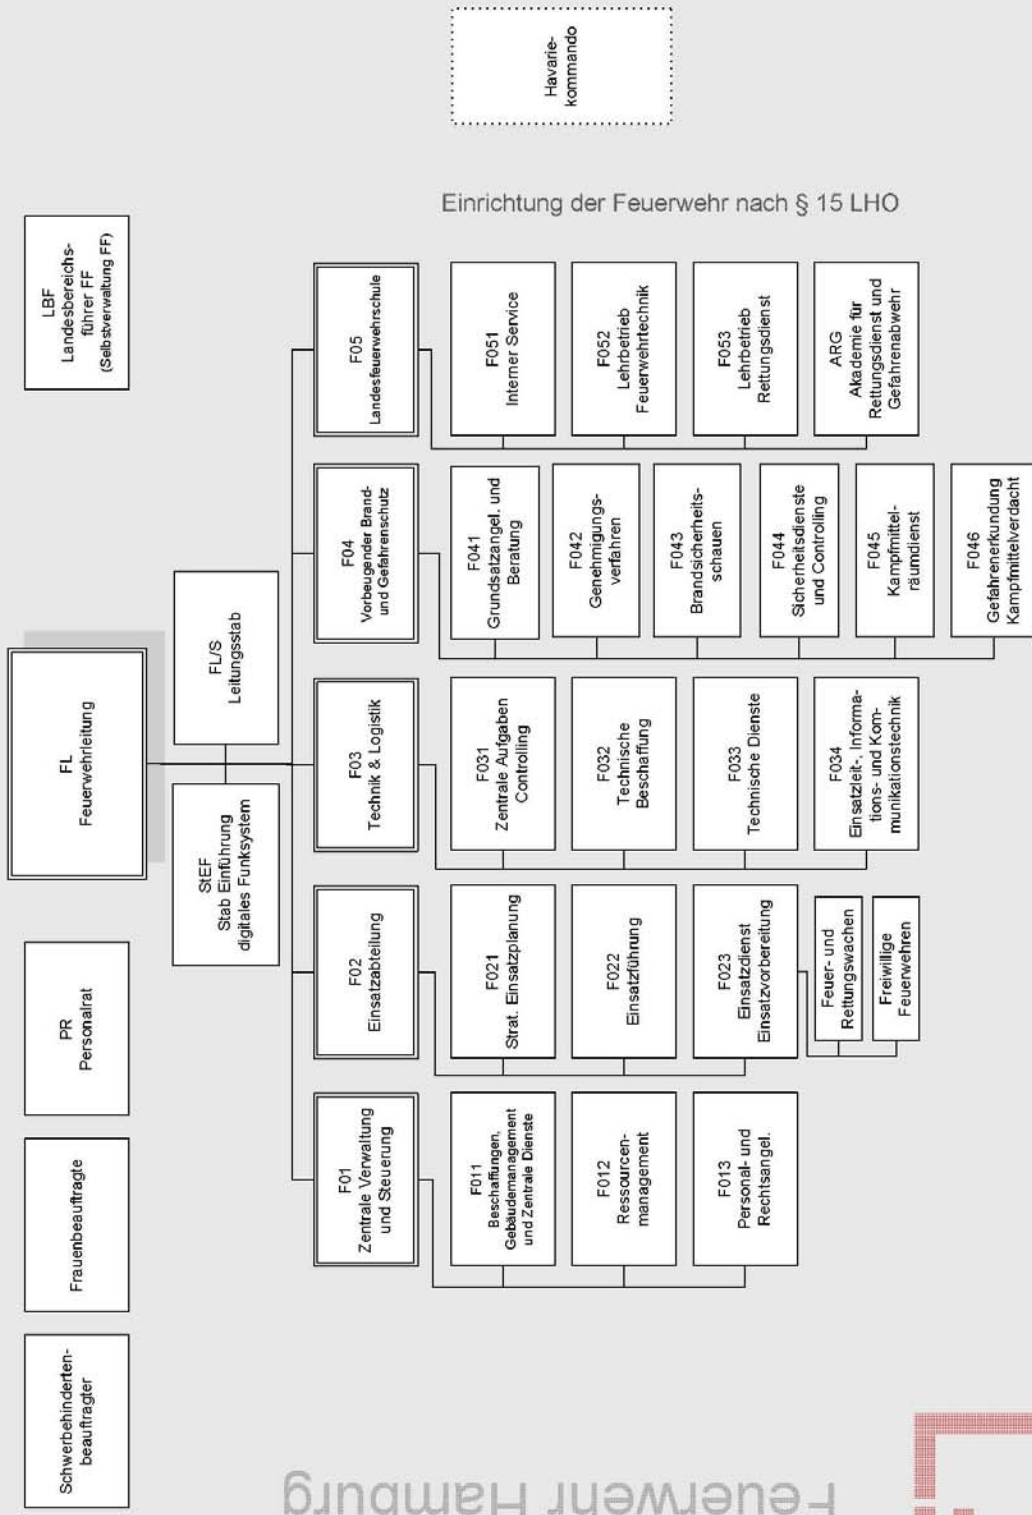 Schwerbehinderten-
beauftragter
Frauenbeauftragte
PR
Personalrat
FL
Feuerwehrleitung
LBF
Landesbereichs-
führer FF
(Selbstverwaltung FF)
StEF
Stab Einführung
digitales Funksystem
FL/S
Leitungsstab
F01
Zentrale Verwaltung
und Steuerung
F011
Beschaffungen,
Gebäudemanagement
und Zentrale Dienste
F012
Ressourcen-
management
F013
Personal- und
Rechtsangel.
F02
Einsatzabteilung
F021
Strat. Einsatzplanung
F022
Einsatzführung
F023
Einsatzdienst
Einsatzvorbereitung
Feuer- und
Rettungswachen
Freiwillige
Feuerwehren
F03
Technik & Logistik
F031
Zentrale Aufgaben
Controlling
F032
Technische
Beschaffung
F033
Technische Dienste
F034
Einsatzleit-, Informa-
tions- und Kom-
munikationstechnik
F04
Vorbeugender Brand-
und Gefahrenschutz
F041
Grundsatzangel. und
Beratung
F042
Genehmigungs-
verfahren
F043
Brandsicherheits-
schauen
F044
Sicherheitsdienste
und Controlling
F045
Kampfmittel-
räumdienst
F046
Gefahrenerkundung
Kampfmittelverdacht
F05
Landesfeuerwehrschule
F051
Interner Service
F052
Lehrbetrieb
Feuerwehrtechnik
F053
Lehrbetrieb
Rettungsdienst
ARG
Akademie für
Rettungsdienst und
Gefahrenabwehr
Einrichtung der Feuerwehr nach § 15 LHO
Havarie-
kommando
Feuerwehr Hamburg